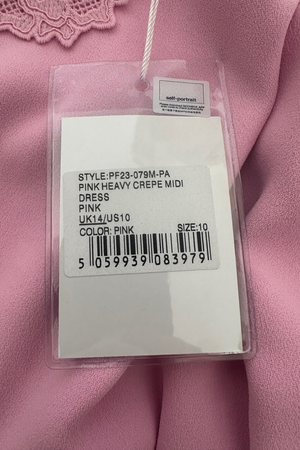 self-portrait
STYLE:PF23-079M-PA
PINK HEAVY CREPE MIDI
DRESS
PINK
UK14/US10
COLOR: PINK SIZE:10
5 059939 083979